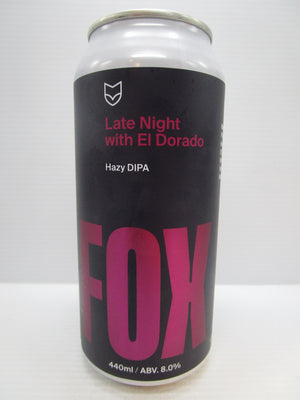 Late Night
with El Dorado
Hazy DIPA
FOX
440ml / ABV. 8.0%